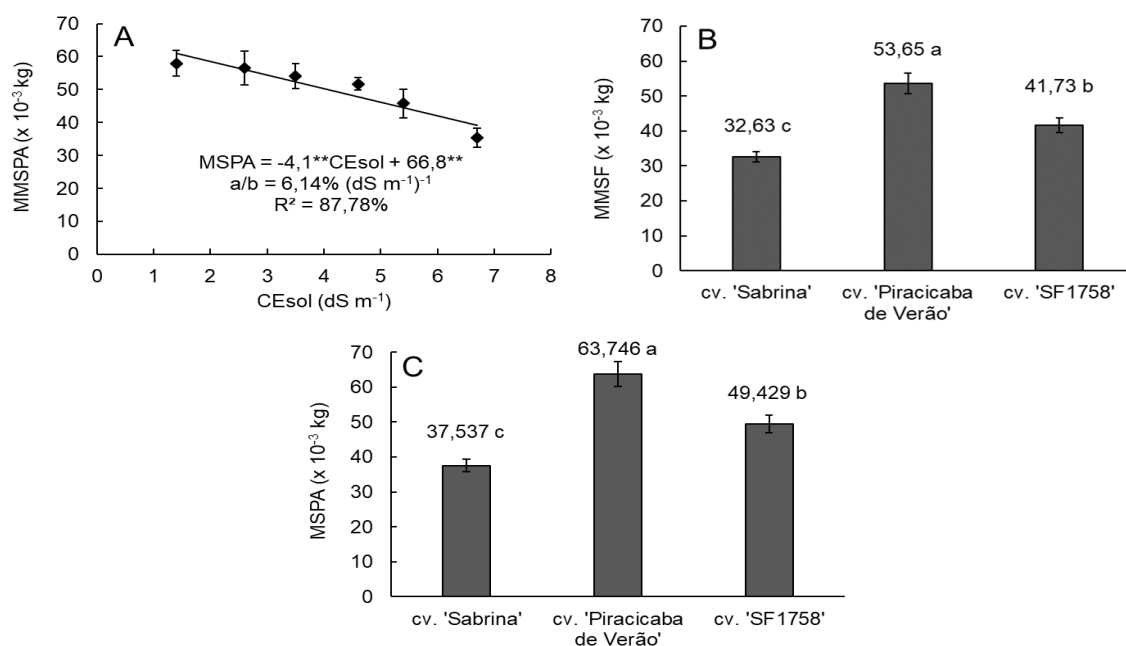 A
MMSPA (x 10⁻³ kg)
70
60
50
40
30
20
10
0
MSPA = -4,1**CEsol + 66,8**
a/b = 6,14% (dS m⁻¹)⁻¹
R² = 87,78%
0 1 2 3 4 5 6 7 8
CEsol (dS m⁻¹)
B
MMSF (x 10⁻³ kg)
70
60
50
40
30
20
10
0
32,63 c
53,65 a
41,73 b
cv. 'Sabrina'
cv. 'Piracicaba
de Verão'
cv. 'SF1758'
C
MSPA (x 10⁻³ kg)
70
60
50
40
30
20
10
0
37,537 c
63,746 a
49,429 b
cv. 'Sabrina'
cv. 'Piracicaba
de Verão'
cv. 'SF1758'